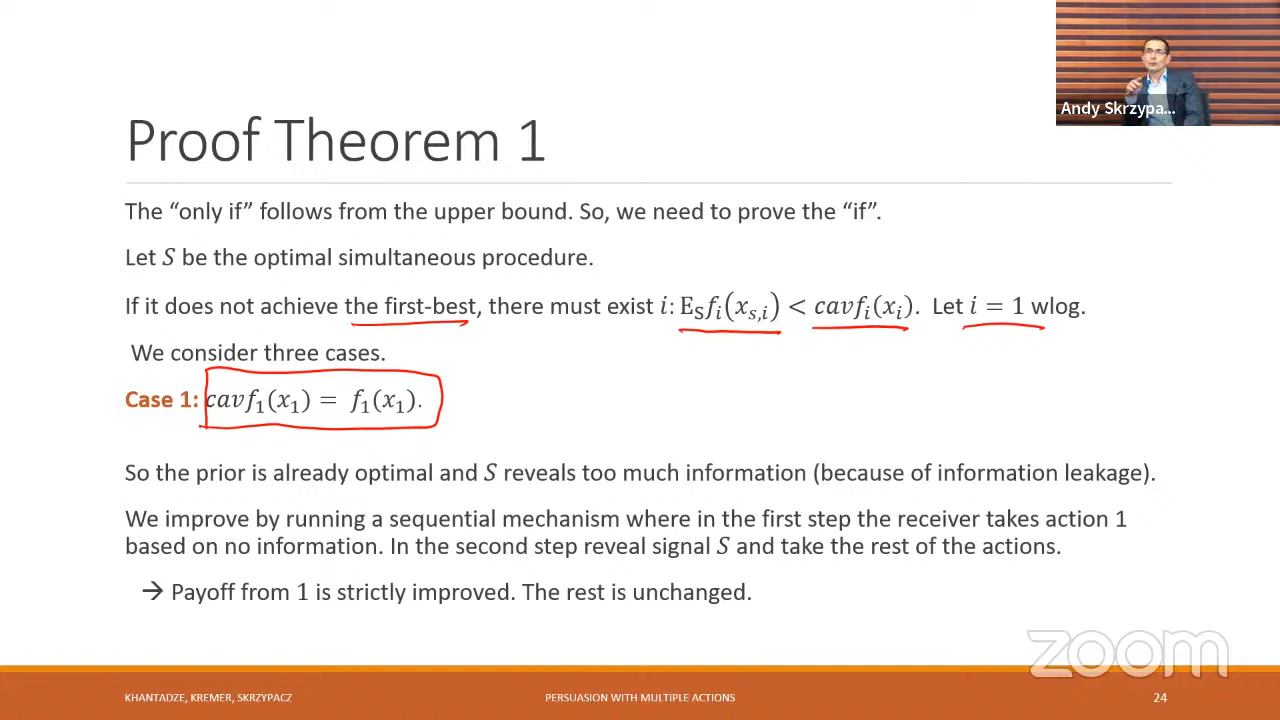 Andy Skrzypa...
Proof Theorem 1
The “only if” follows from the upper bound. So, we need to prove the “if”.
Let 𝑆 be the optimal simultaneous procedure.
If it does not achieve the first-best, there must exist 𝑖: E_S 𝑓_𝑖(𝑥_{𝑠,𝑖}) < 𝑐𝑎𝑣𝑓_𝑖(𝑥_𝑖). Let 𝑖 = 1 wlog.
We consider three cases.
Case 1: 𝑐𝑎𝑣𝑓₁(𝑥₁) = 𝑓₁(𝑥₁).
So the prior is already optimal and 𝑆 reveals too much information (because of information leakage).
We improve by running a sequential mechanism where in the first step the receiver takes action 1
based on no information. In the second step reveal signal 𝑆 and take the rest of the actions.
→ Payoff from 1 is strictly improved. The rest is unchanged.
zoom
KHANTADZE, KREMER, SKRZYPACZ
PERSUASION WITH MULTIPLE ACTIONS
24